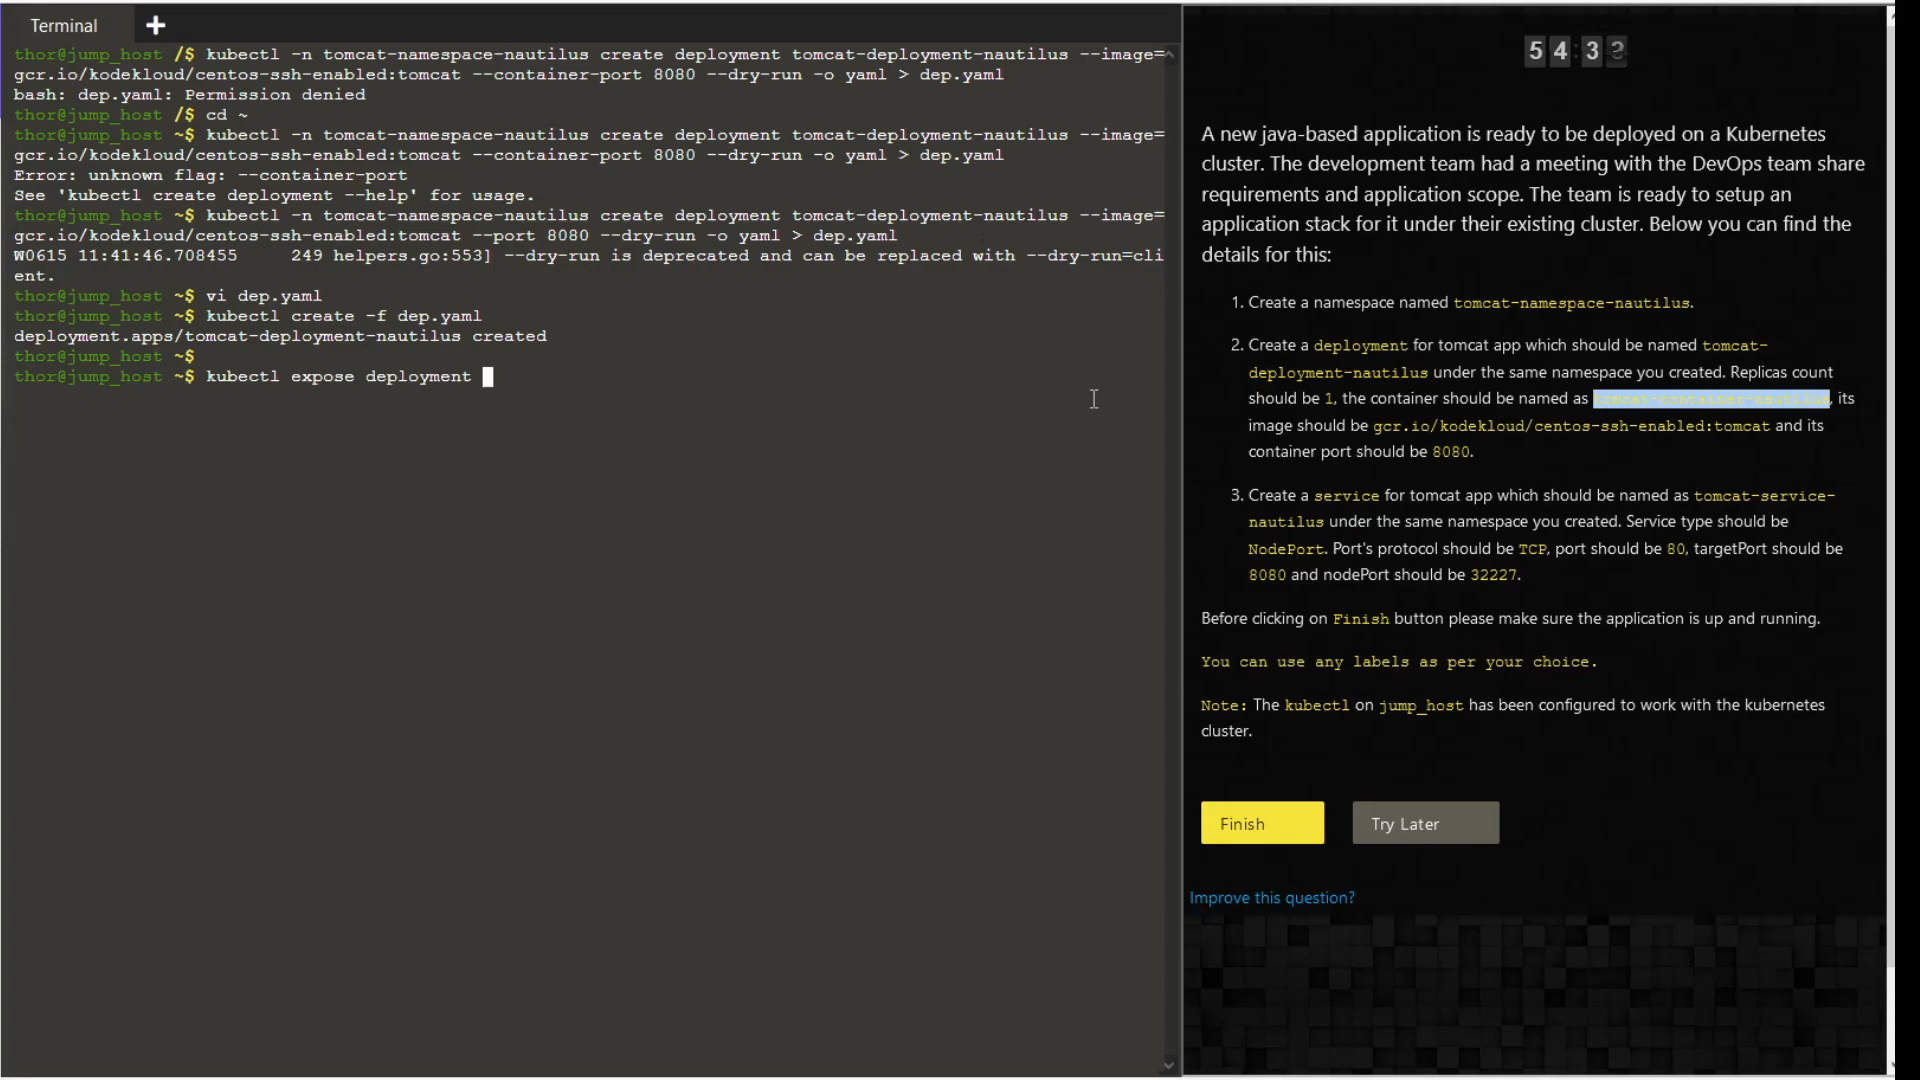 Terminal +
thor@jump_host /$ kubectl -n tomcat-namespace-nautilus create deployment tomcat-deployment-nautilus --image=
gcr.io/kodekloud/centos-ssh-enabled:tomcat --container-port 8080 --dry-run -o yaml > dep.yaml
bash: dep.yaml: Permission denied
thor@jump_host /$ cd ~
thor@jump_host ~$ kubectl -n tomcat-namespace-nautilus create deployment tomcat-deployment-nautilus --image=
gcr.io/kodekloud/centos-ssh-enabled:tomcat --container-port 8080 --dry-run -o yaml > dep.yaml
Error: unknown flag: --container-port
See 'kubectl create deployment --help' for usage.
thor@jump_host ~$ kubectl -n tomcat-namespace-nautilus create deployment tomcat-deployment-nautilus --image=
gcr.io/kodekloud/centos-ssh-enabled:tomcat --port 8080 --dry-run -o yaml > dep.yaml
W0615 11:41:46.708455     249 helpers.go:553] --dry-run is deprecated and can be replaced with --dry-run=cli
ent.
thor@jump_host ~$ vi dep.yaml
thor@jump_host ~$ kubectl create -f dep.yaml
deployment.apps/tomcat-deployment-nautilus created
thor@jump_host ~$
thor@jump_host ~$ kubectl expose deployment
54:3
A new java-based application is ready to be deployed on a Kubernetes
cluster. The development team had a meeting with the DevOps team share
requirements and application scope. The team is ready to setup an
application stack for it under their existing cluster. Below you can find the
details for this:
1. Create a namespace named tomcat-namespace-nautilus.
2. Create a deployment for tomcat app which should be named tomcat-
deployment-nautilus under the same namespace you created. Replicas count
should be 1, the container should be named as tomcat-container-nautilus, its
image should be gcr.io/kodekloud/centos-ssh-enabled:tomcat and its
container port should be 8080.
3. Create a service for tomcat app which should be named as tomcat-service-
nautilus under the same namespace you created. Service type should be
NodePort. Port's protocol should be TCP, port should be 80, targetPort should be
8080 and nodePort should be 32227.
Before clicking on Finish button please make sure the application is up and running.
You can use any labels as per your choice.
Note: The kubectl on jump_host has been configured to work with the kubernetes
cluster.
Finish
Try Later
Improve this question?